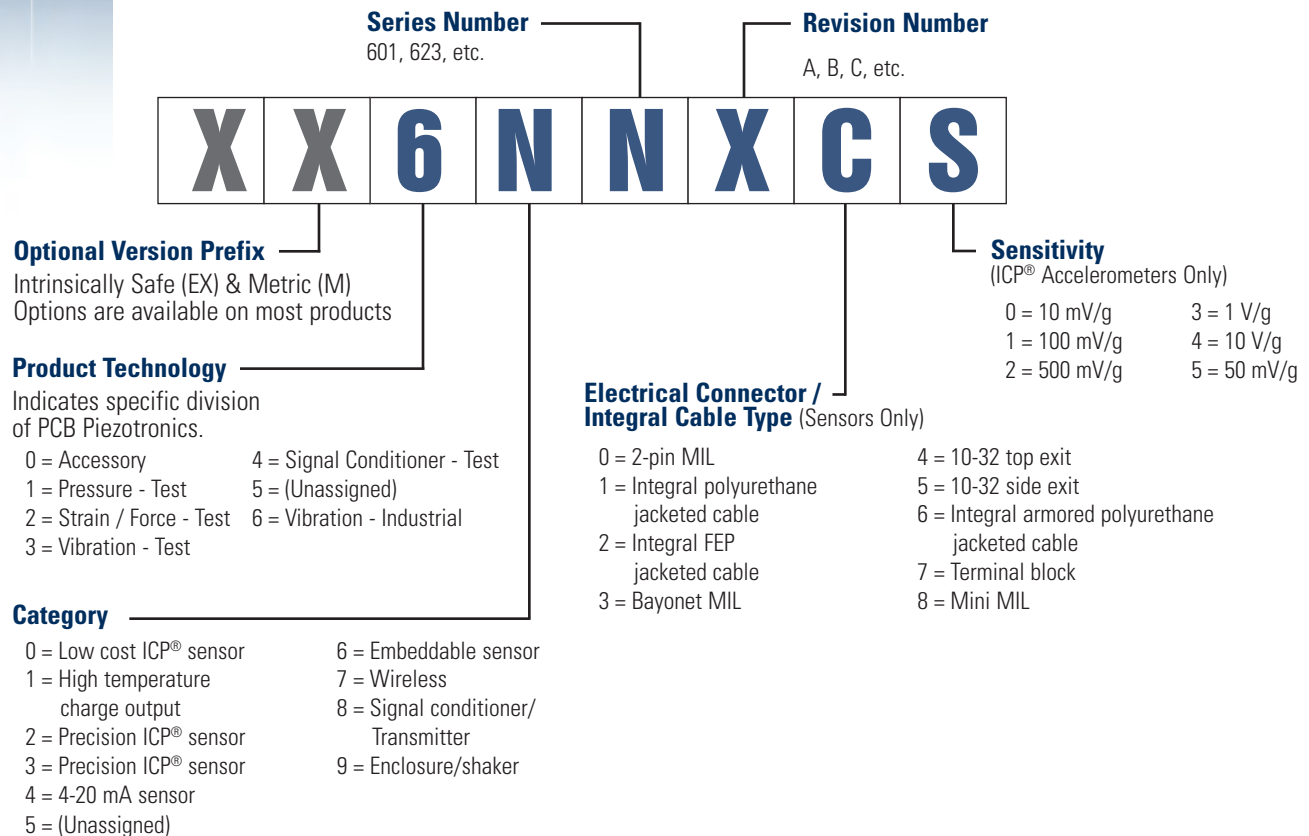 Series Number
601, 623, etc.
Revision Number
A, B, C, etc.
X X 6 N N X C S
Optional Version Prefix
Intrinsically Safe (EX) & Metric (M)
Options are available on most products
Product Technology
Indicates specific division
of PCB Piezotronics.
0 = Accessory
1 = Pressure - Test
2 = Strain / Force - Test
3 = Vibration - Test
4 = Signal Conditioner - Test
5 = (Unassigned)
6 = Vibration - Industrial
Category
0 = Low cost ICP® sensor
1 = High temperature
charge output
2 = Precision ICP® sensor
3 = Precision ICP® sensor
4 = 4-20 mA sensor
5 = (Unassigned)
6 = Embeddable sensor
7 = Wireless
8 = Signal conditioner/
Transmitter
9 = Enclosure/shaker
Electrical Connector /
Integral Cable Type (Sensors Only)
0 = 2-pin MIL
1 = Integral polyurethane
jacketed cable
2 = Integral FEP
jacketed cable
3 = Bayonet MIL
4 = 10-32 top exit
5 = 10-32 side exit
6 = Integral armored polyurethane
jacketed cable
7 = Terminal block
8 = Mini MIL
Sensitivity
(ICP® Accelerometers Only)
0 = 10 mV/g
1 = 100 mV/g
2 = 500 mV/g
3 = 1 V/g
4 = 10 V/g
5 = 50 mV/g